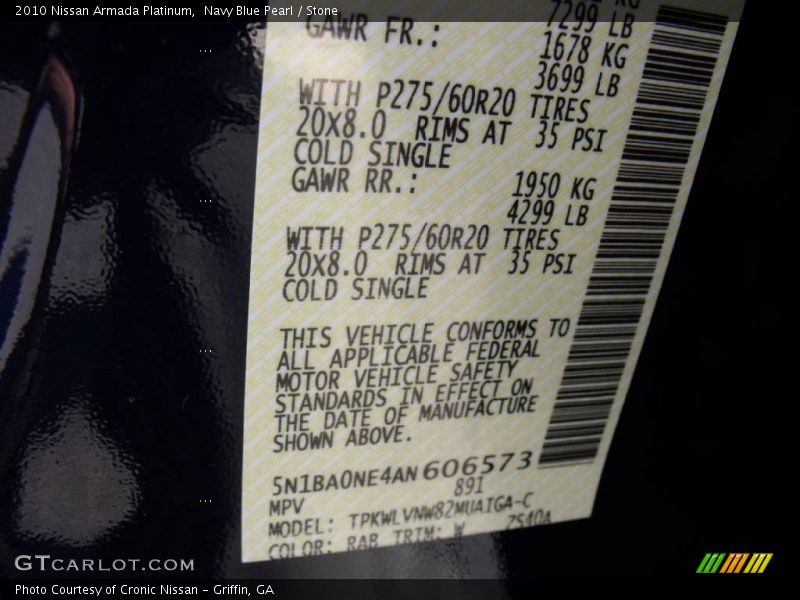 2010 Nissan Armada Platinum,  Navy Blue Pearl / Stone
7299 LB
GAWR FR.: 1678 KG
3699 LB
WITH P275/60R20 TIRES
20X8.0 RIMS AT 35 PSI
COLD SINGLE
GAWR RR.: 1950 KG
4299 LB
WITH P275/60R20 TIRES
20X8.0 RIMS AT 35 PSI
COLD SINGLE
THIS VEHICLE CONFORMS TO
ALL APPLICABLE FEDERAL
MOTOR VEHICLE SAFETY
STANDARDS IN EFFECT ON
THE DATE OF MANUFACTURE
SHOWN ABOVE.
5N1BA0NE4AN606573
MPV 891
MODEL: TPKWLVNW82MUAIGA-C
COLOR: RAB TRIM: W ZS40A
GTCARLOT.COM
Photo Courtesy of Cronic Nissan - Griffin, GA